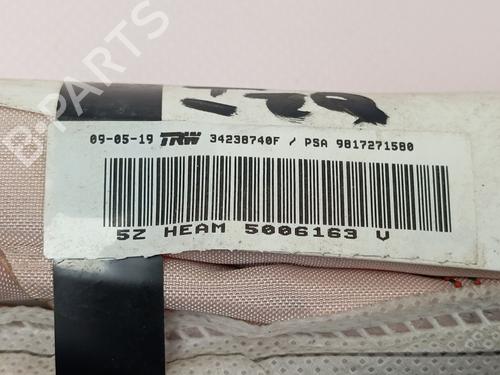 09-05-19 TRW 34238740F / PSA 9817271580
5Z HEAM 5006163 V
B-PARTS